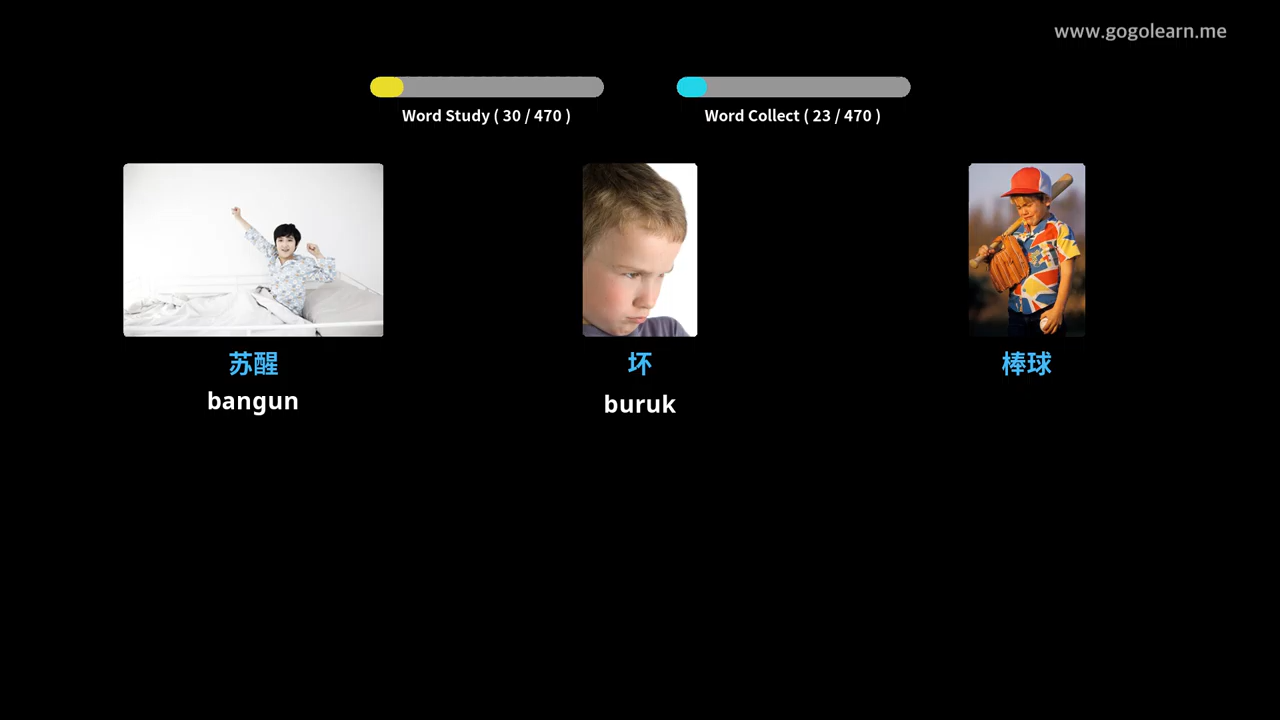 www.gogolearn.me
Word Study ( 30 / 470 )
Word Collect ( 23 / 470 )
苏醒
坏
棒球
bangun
buruk